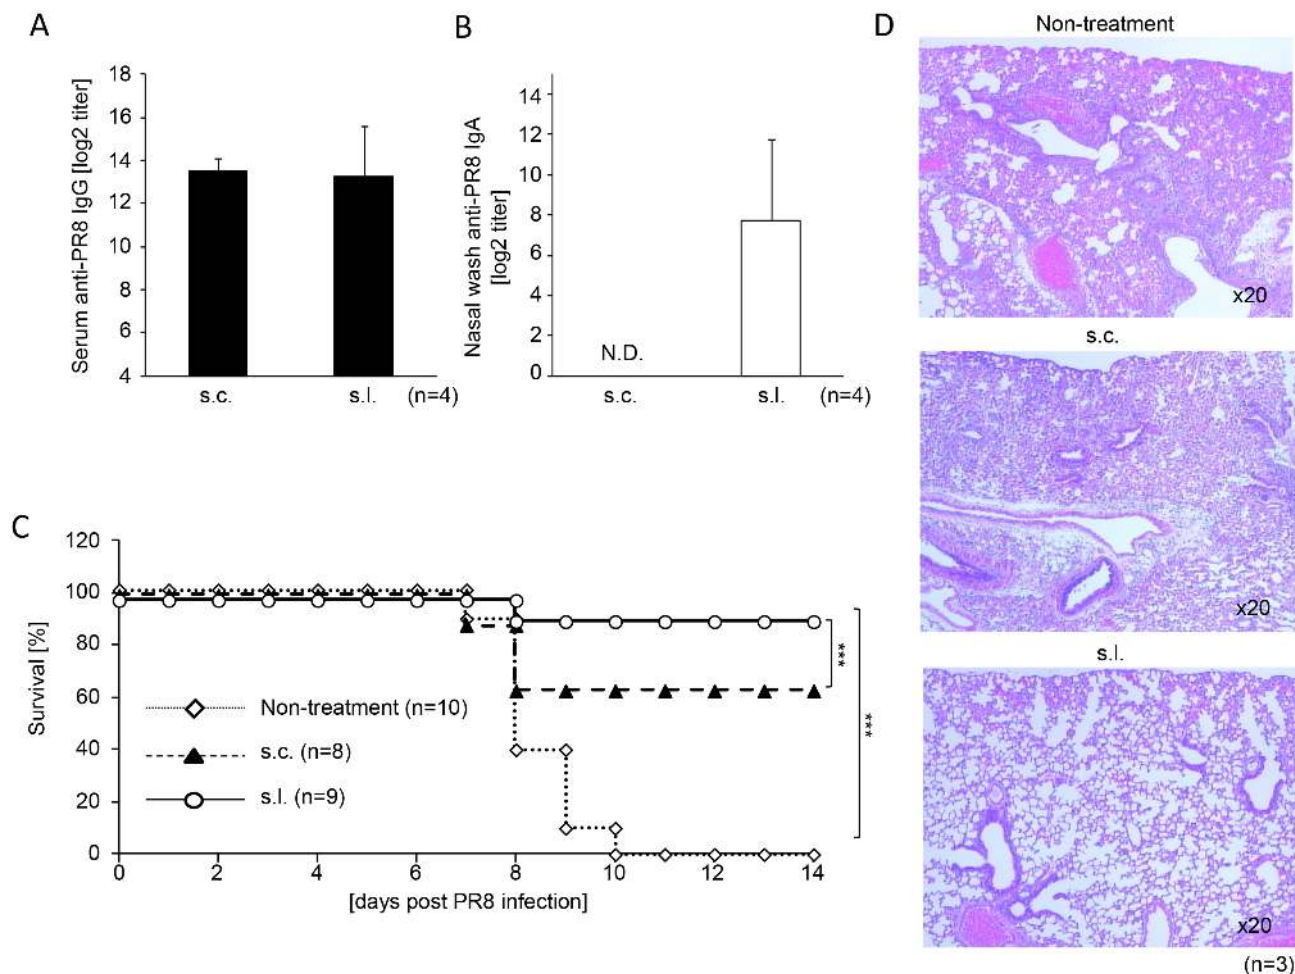 A
Serum anti-PR8 IgG [log2 titer]
18
16
14
12
10
8
6
4
s.c.
s.l.
(n=4)
B
Nasal wash anti-PR8 IgA
[log2 titer]
14
12
10
8
6
4
2
0
N.D.
s.c.
s.l.
(n=4)
C
Survival [%]
120
100
80
60
40
20
0
Non-treatment (n=10)
s.c. (n=8)
s.l. (n=9)
***
***
0 2 4 6 8 10 12 14
[days post PR8 infection]
D
Non-treatment
x20
s.c.
x20
s.l.
x20
(n=3)